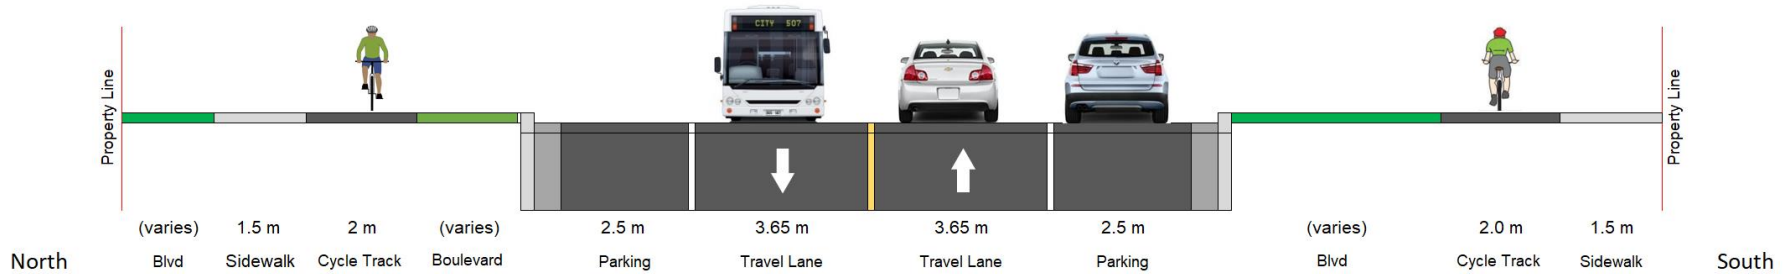 CITY 507
Property Line
Property Line
(varies) 1.5 m 2 m (varies) 2.5 m 3.65 m 3.65 m 2.5 m (varies) 2.0 m 1.5 m
North Blvd Sidewalk Cycle Track Boulevard Parking Travel Lane Travel Lane Parking Blvd Cycle Track Sidewalk South